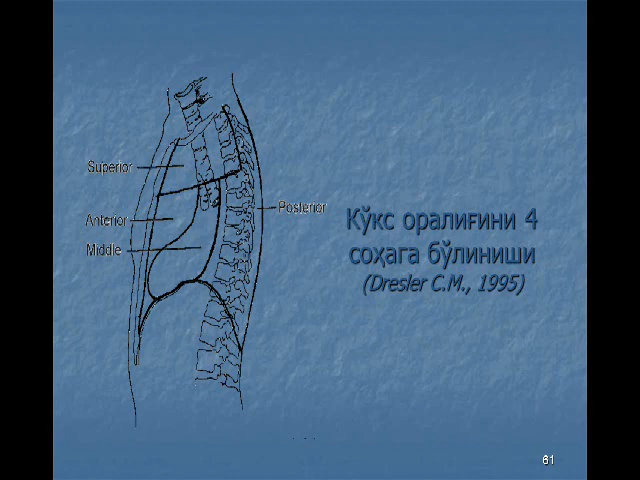 Superior
Anterior
Middle
Posterior
Кўкс оралиғини 4
соҳага бўлиниши
(Dresler C.M., 1995)
61